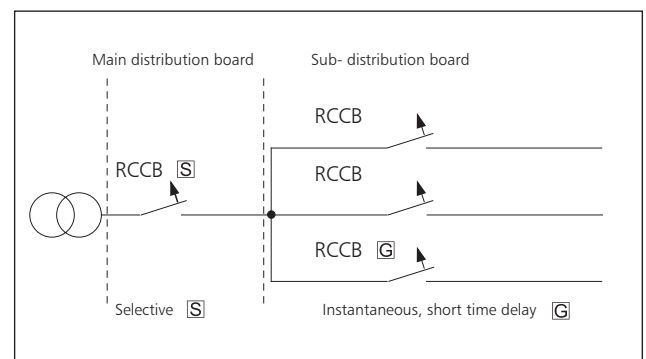 Main distribution board
Sub- distribution board
RCCB
RCCB S
RCCB
RCCB G
Selective S
Instantaneous, short time delay G